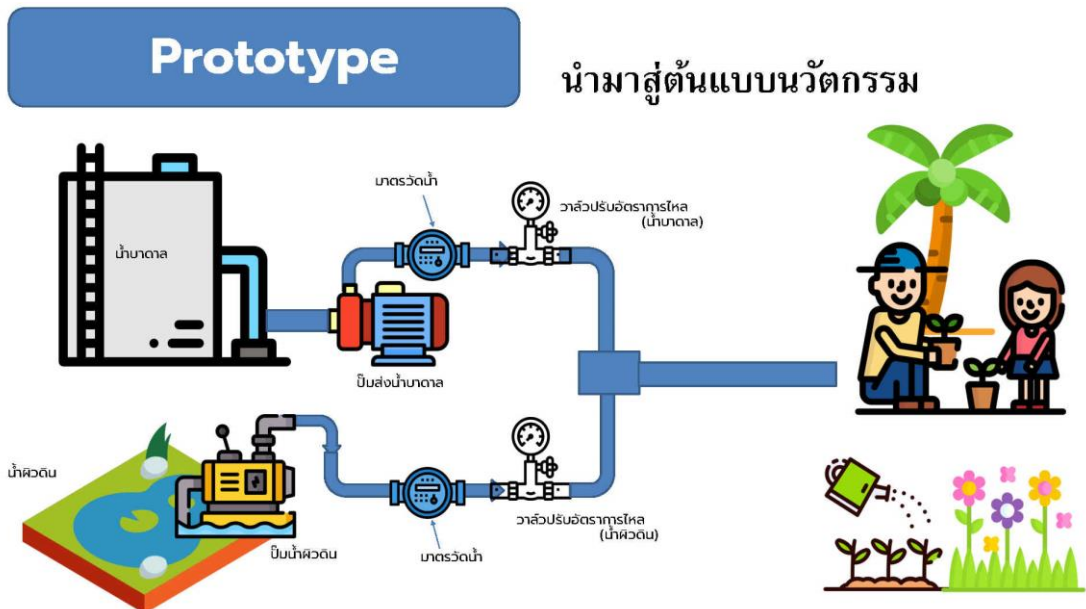 Prototype
นำมาสู่ต้นแบบนวัตกรรม
มาตรวัดน้ำ
วาล์วปรับอัตราการไหล
(น้ำบาดาล)
น้ำบาดาล
ปั๊มส่งน้ำบาดาล
น้ำผิวดิน
ปั๊มน้ำผิวดิน
มาตรวัดน้ำ
วาล์วปรับอัตราการไหล
(น้ำผิวดิน)